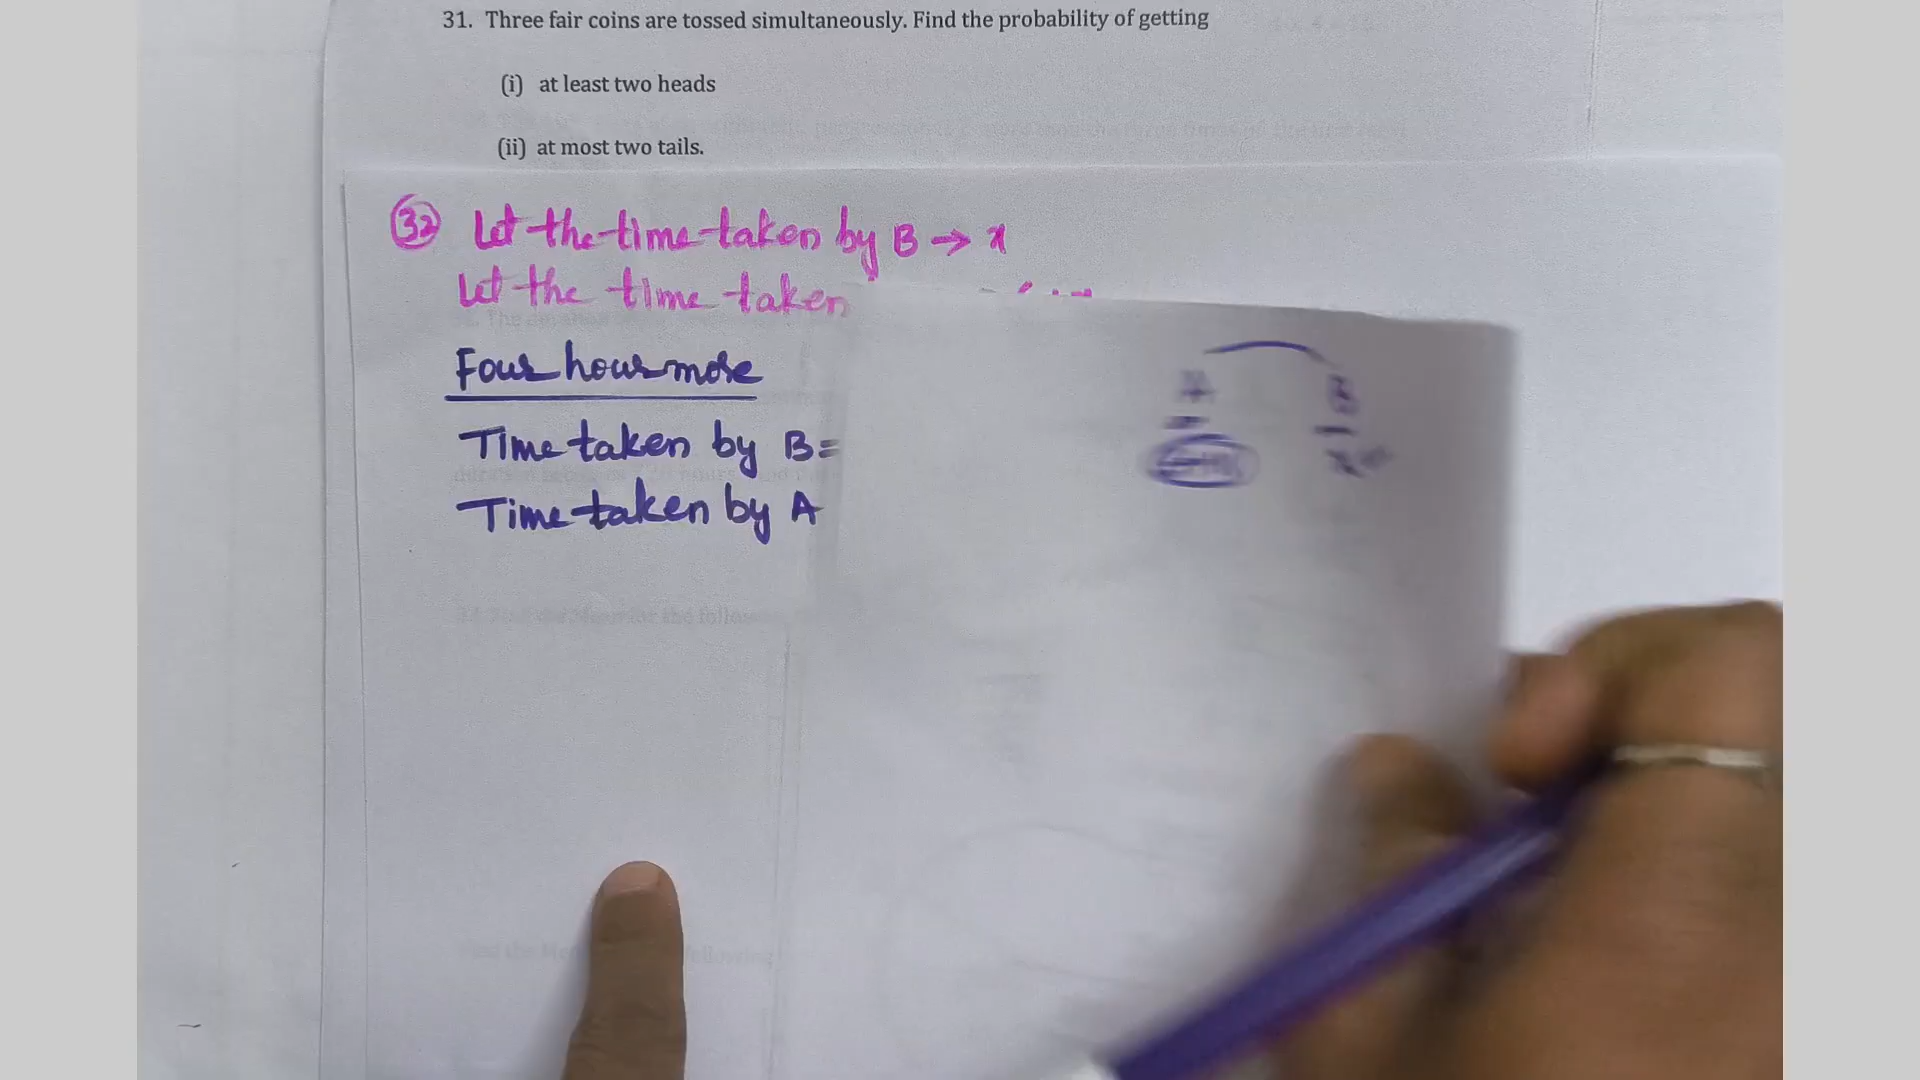 31. Three fair coins are tossed simultaneously. Find the probability of getting
(i) at least two heads
(ii) at most two tails.
32 Let the time taken by B → x
Let the time taken
Four hour more
Time taken by B =
Time taken by A
A B